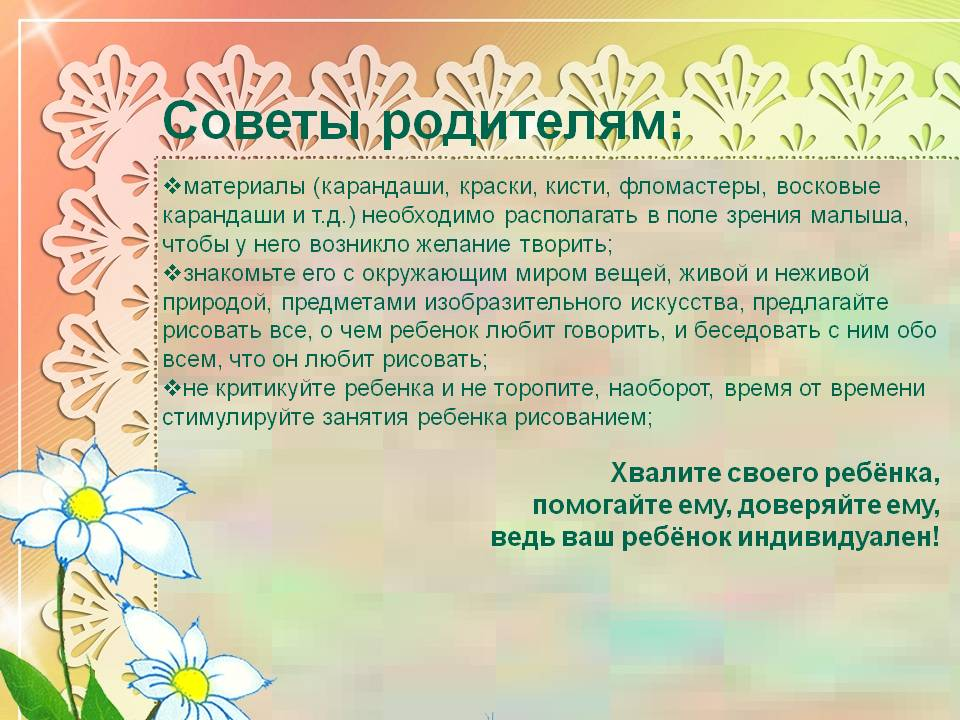 Советы родителям:
❖материалы (карандаши, краски, кисти, фломастеры, восковые
карандаши и т.д.) необходимо располагать в поле зрения малыша,
чтобы у него возникло желание творить;
❖знакомьте его с окружающим миром вещей, живой и неживой
природой, предметами изобразительного искусства, предлагайте
рисовать все, о чем ребенок любит говорить, и беседовать с ним обо
всем, что он любит рисовать;
❖не критикуйте ребенка и не торопите, наоборот, время от времени
стимулируйте занятия ребенка рисованием;
Хвалите своего ребёнка,
помогайте ему, доверяйте ему,
ведь ваш ребёнок индивидуален!